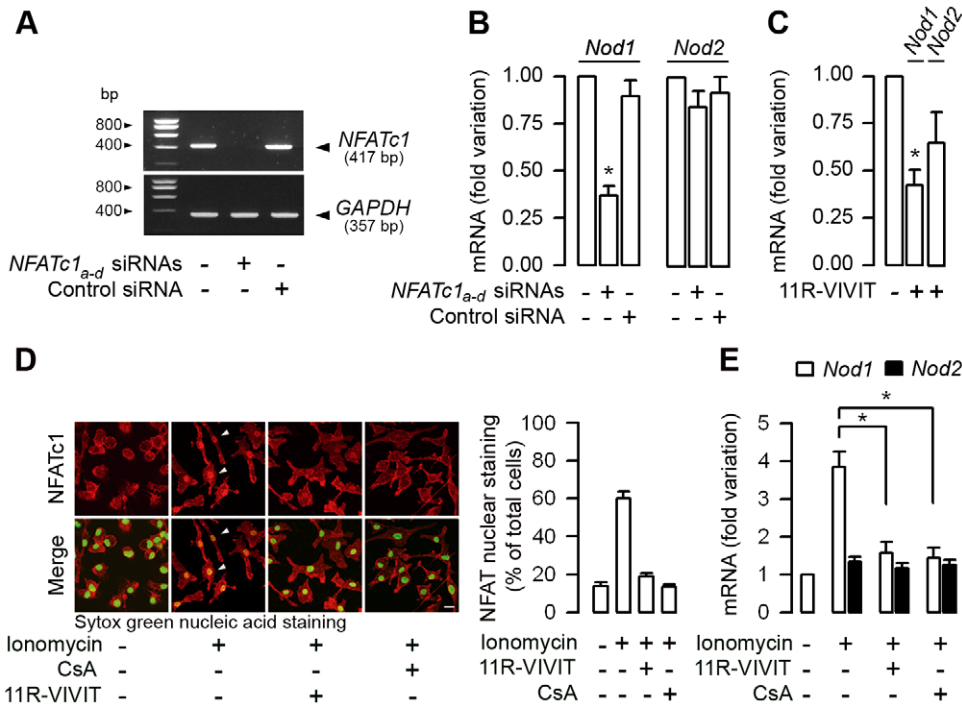 A
bp
800
400
NFATc1
(417 bp)
800
400
GAPDH
(357 bp)
NFATc1a-d siRNAs - + -
Control siRNA - - +
B
Nod1 Nod2
mRNA (fold variation)
1.00
0.75
0.50
0.25
0.00
*
NFATc1a-d siRNAs - + - - + -
Control siRNA - - + - - +
C
Nod1
Nod2
mRNA (fold variation)
1.00
0.75
0.50
0.25
0.00
*
11R-VIVIT - + +
D
NFATc1
Merge
Sytox green nucleic acid staining
Ionomycin - + + +
CsA - - - +
11R-VIVIT - - + -
NFAT nuclear staining
(% of total cells)
100
80
60
40
20
0
Ionomycin - + + +
11R-VIVIT - - + -
CsA - - - +
E
Nod1 Nod2
mRNA (fold variation)
5
4
3
2
1
0
*
*
Ionomycin - + + +
11R-VIVIT - - + -
CsA - - - +